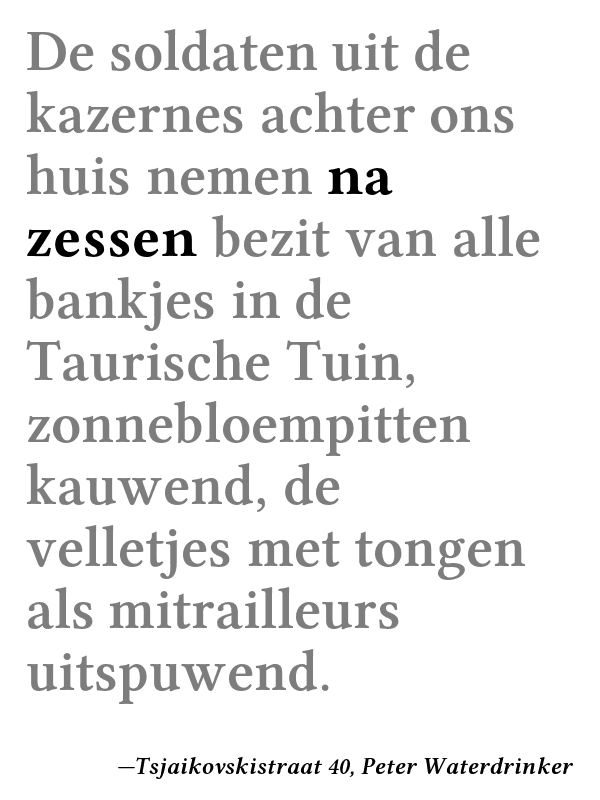 De soldaten uit de
kazernes achter ons
huis nemen na
zessen bezit van alle
bankjes in de
Taurische Tuin,
zonnebloempitten
kauwend, de
velletjes met tongen
als mitrailleurs
uitspuwend.
—Tsjaikovskistraat 40, Peter Waterdrinker